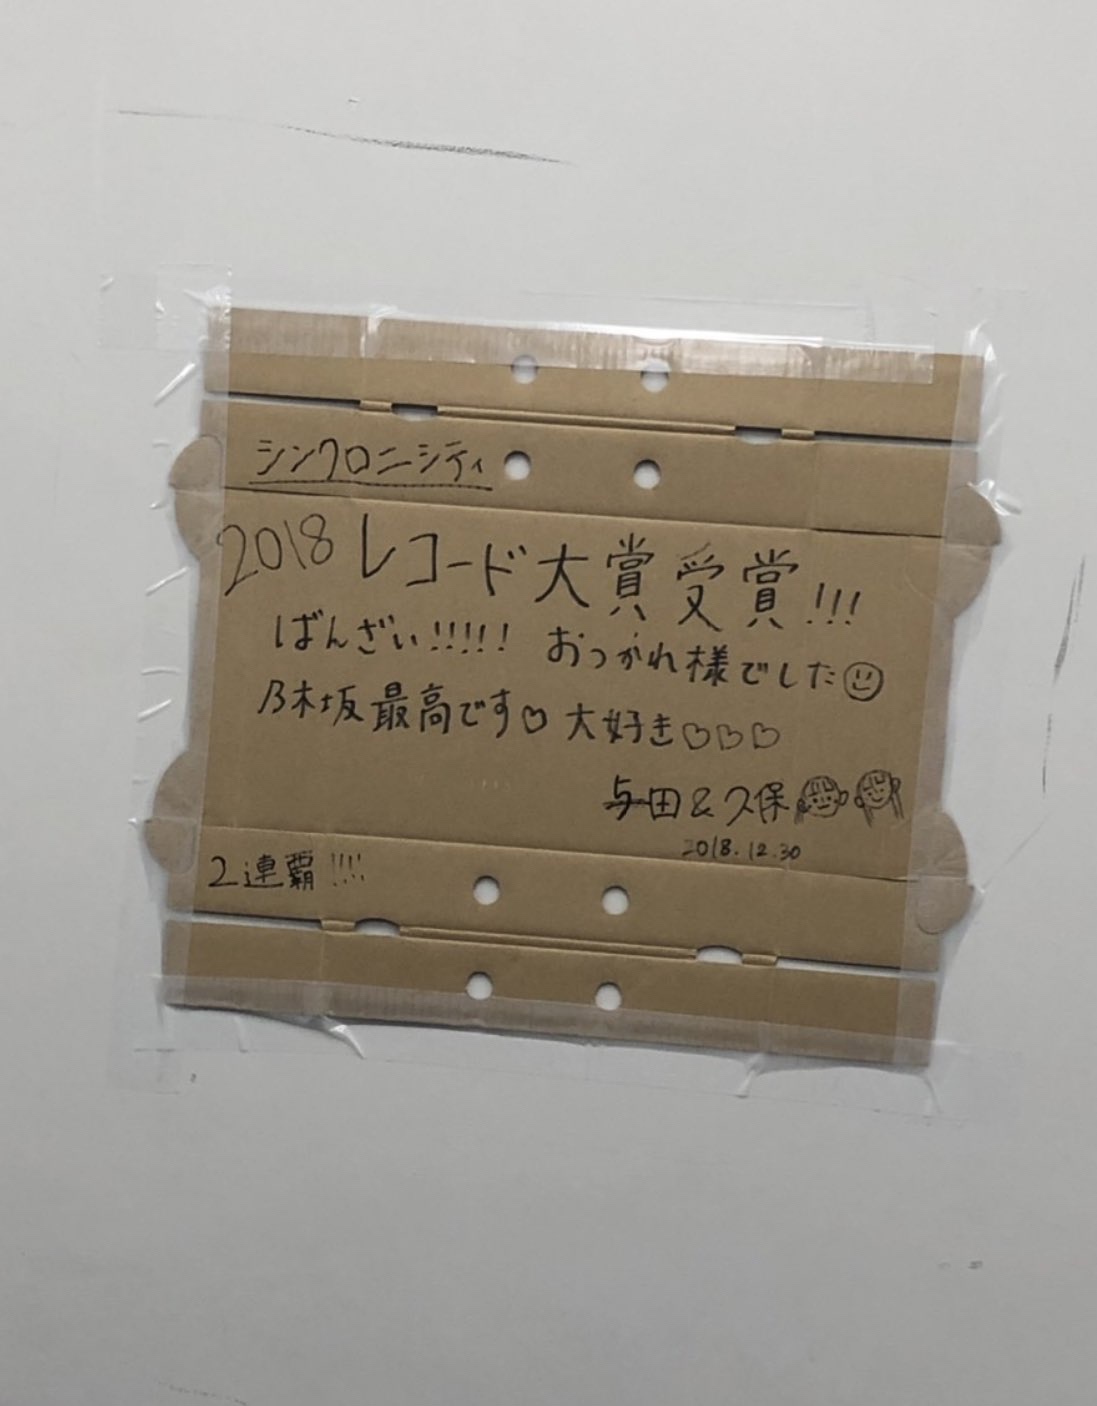 シンクロニシティ
2018 レコード大賞受賞!!!
ばんざい!!!!! おつかれ様でした☺
乃木坂最高です♡ 大好き♡♡♡
与田&久保
2018.12.30
2連覇!!!!